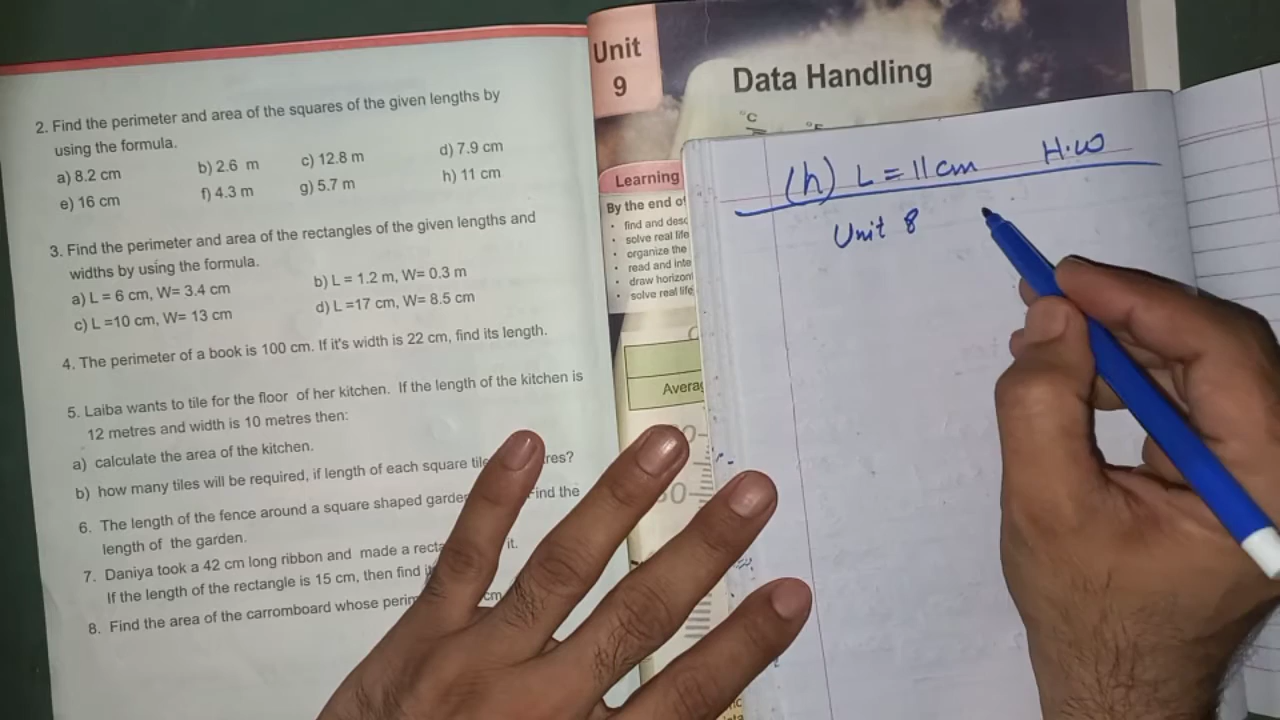 2. Find the perimeter and area of the squares of the given lengths by
using the formula.
a) 8.2 cm b) 2.6 m c) 12.8 m d) 7.9 cm
e) 16 cm f) 4.3 m g) 5.7 m h) 11 cm
3. Find the perimeter and area of the rectangles of the given lengths and
widths by using the formula.
a) L = 6 cm, W= 3.4 cm b) L = 1.2 m, W= 0.3 m
c) L =10 cm, W= 13 cm d) L =17 cm, W= 8.5 cm
4. The perimeter of a book is 100 cm. If it's width is 22 cm, find its length.
5. Laiba wants to tile for the floor of her kitchen. If the length of the kitchen is
12 metres and width is 10 metres then:
a) calculate the area of the kitchen.
b) how many tiles will be required, if length of each square
6. The length of the fence around a square shaped Find the
length of the garden.
7. Daniya took a 42 cm long ribbon and made a it.
If the length of the rectangle is 15 cm, then find
8. Find the area of the carromboard whose cm
Unit
9
Data Handling
°C °F
Learning
By the end of
• find and
• solve real life
• organize the
• read and
• draw
• solve real life
(h) L = 11 cm H.W
Unit 8